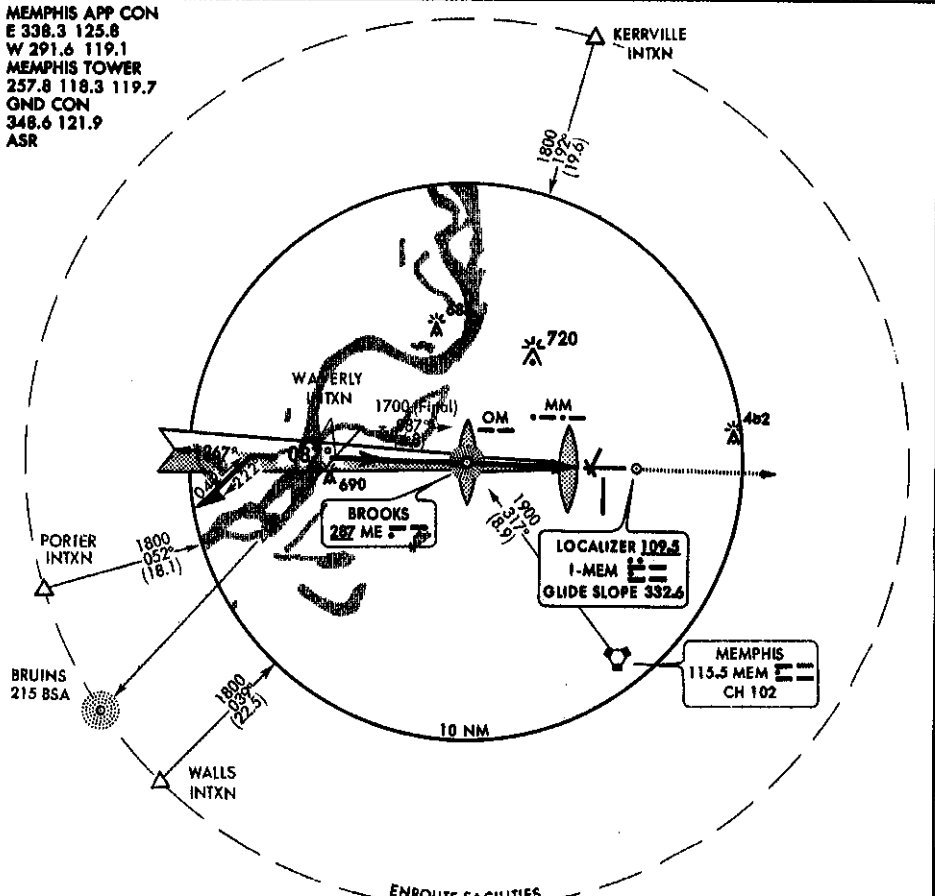 MEMPHIS APP CON
E 338.3 125.8
W 291.6 119.1
MEMPHIS TOWER
257.8 118.3 119.7
GND CON
348.6 121.9
ASR
KERRVILLE
INTXN
1800
192°
(19.6)
720
WAVERLY
INTXN
1700 (Final)
087°
OM
MM
267°
222°
690
BROOKS
287 ME
1900
317°
(8.9)
LOCALIZER 109.5
I-MEM
GLIDE SLOPE 332.6
PORTER
INTXN
1800
052°
(18.1)
BRUINS
215 BSA
1800
039°
(22.5)
WALLS
INTXN
MEMPHIS
115.5 MEM
CH 102
10 NM
ENROUTE FACILITIES